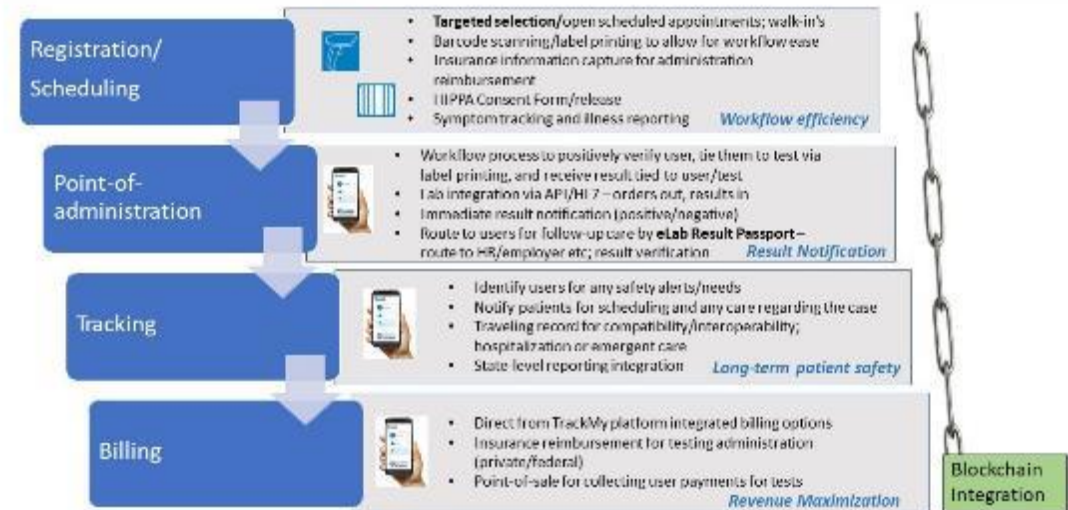 Registration/
Scheduling
Targeted selection/open scheduled appointments; walk-in's
Barcode scanning/label printing to allow for workflow ease
Insurance information capture for administration
reimbursement
HIPPA Consent Form/release
Symptom tracking and illness reporting
Workflow efficiency
Point-of-
administration
Workflow process to positively verify user, tie them to test via
label printing, and receive result tied to user/test
Lab integration via API/HL7 – orders out, results in
Immediate result notification (positive/negative)
Route to users for follow-up care by eLab Result Passport –
route to HR/employer etc; result verification
Result Notification
Tracking
Identify users for any safety alerts/needs
Notify patients for scheduling and any care regarding the case
Traveling record for compatibility/interoperability;
hospitalization or emergent care
State-level reporting integration
Long-term patient safety
Billing
Direct from TrackMy platform integrated billing options
Insurance reimbursement for testing administration
(private/federal)
Point-of-sale for collecting user payments for tests
Revenue Maximization
Blockchain
Integration